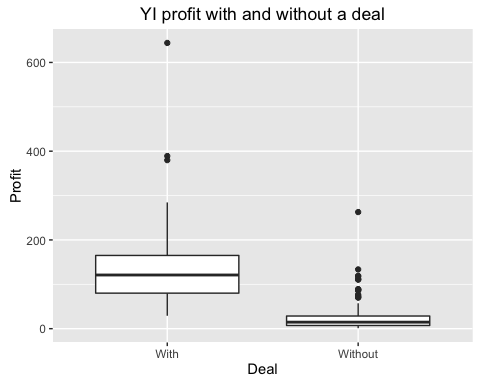 YI profit with and without a deal
600
400
200
0
Profit
With
Without
Deal